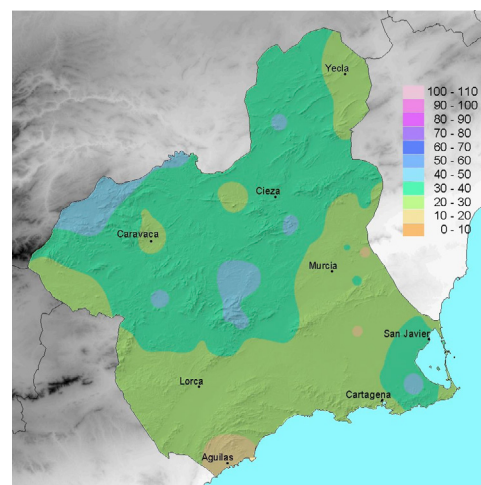 Yecla
100 - 110
90 - 100
80 - 90
70 - 80
60 - 70
50 - 60
40 - 50
30 - 40
20 - 30
10 - 20
0 - 10
Cieza
Caravaca
Murcia
San Javier
Lorca
Cartagena
Aguilas